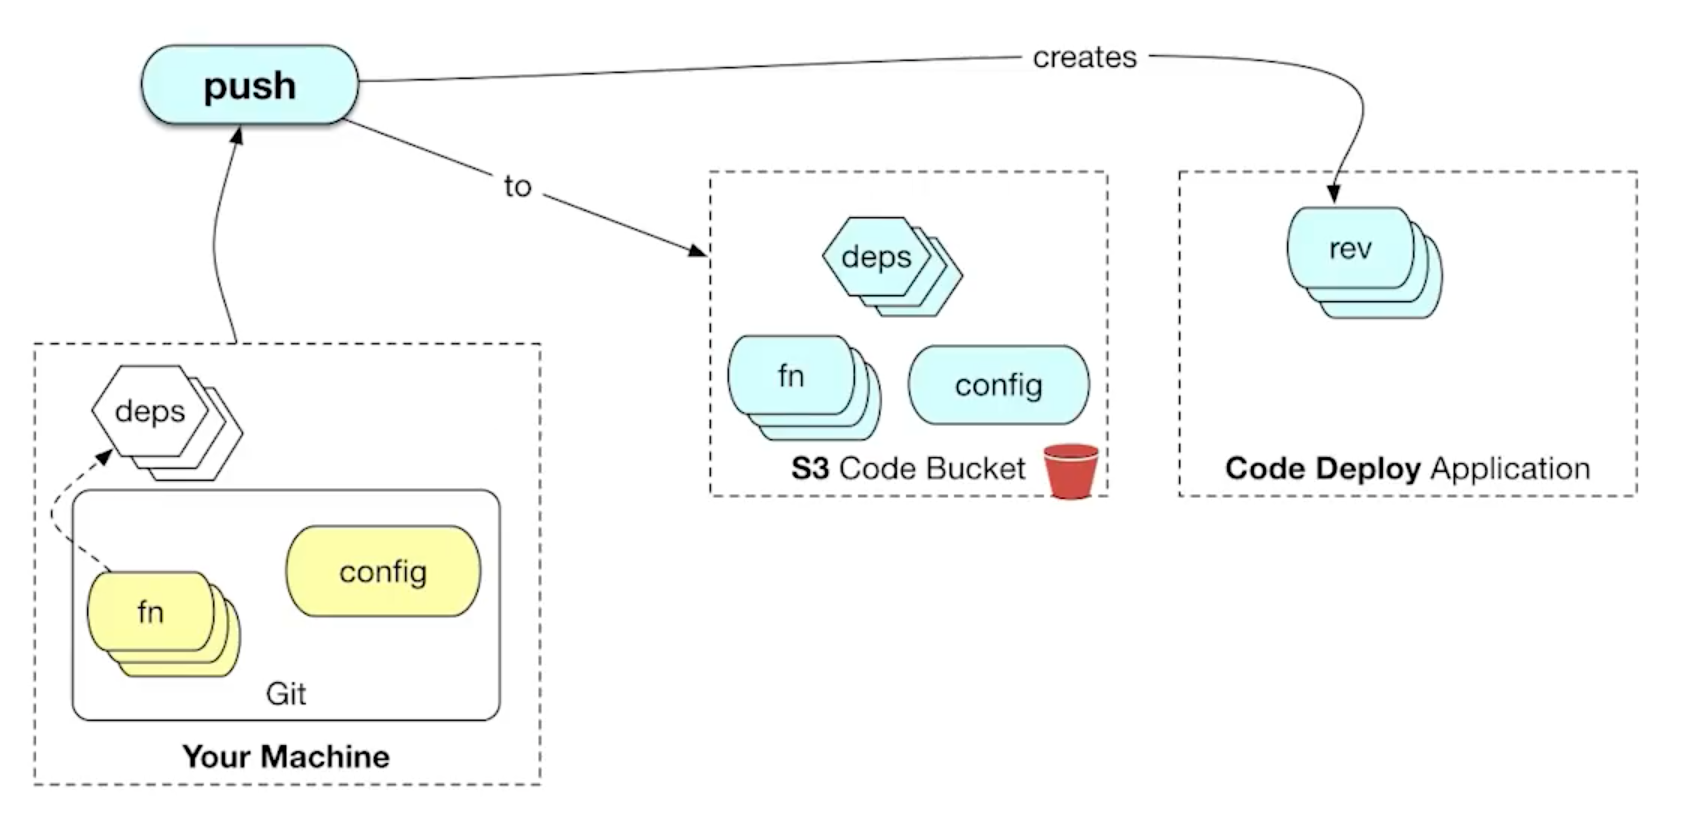 push
creates
to
deps
fn
config
S3 Code Bucket
rev
Code Deploy Application
deps
config
fn
Git
Your Machine